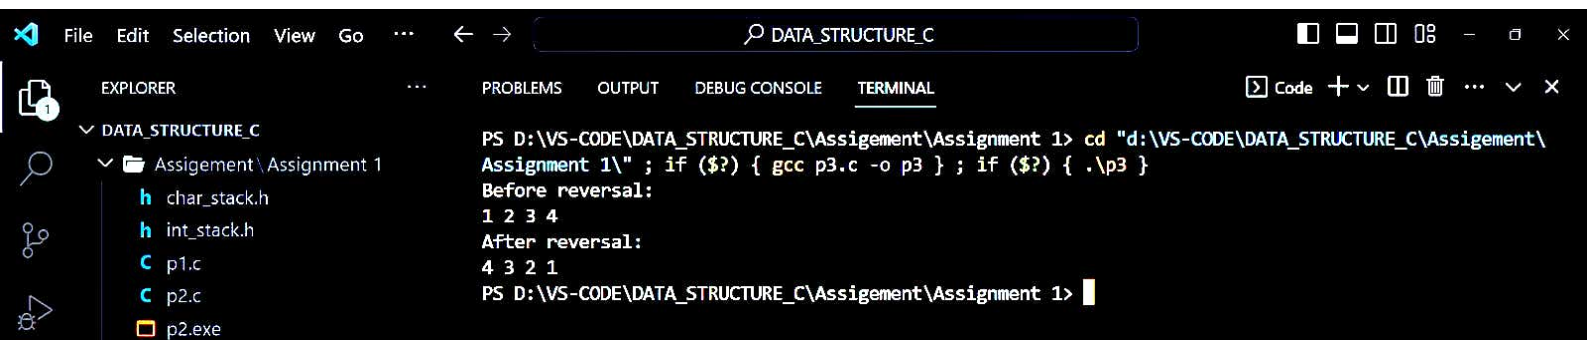 File Edit Selection View Go ··· ← → DATA_STRUCTURE_C
EXPLORER ··· PROBLEMS OUTPUT DEBUG CONSOLE TERMINAL Code
1
DATA_STRUCTURE_C
Assigement\Assignment 1
char_stack.h
int_stack.h
C p1.c
C p2.c
p2.exe
PS D:\VS-CODE\DATA_STRUCTURE_C\Assigement\Assignment 1> cd "d:\VS-CODE\DATA_STRUCTURE_C\Assigement\
Assignment 1\" ; if ($?) { gcc p3.c -o p3 } ; if ($?) { .\p3 }
Before reversal:
1 2 3 4
After reversal:
4 3 2 1
PS D:\VS-CODE\DATA_STRUCTURE_C\Assigement\Assignment 1>